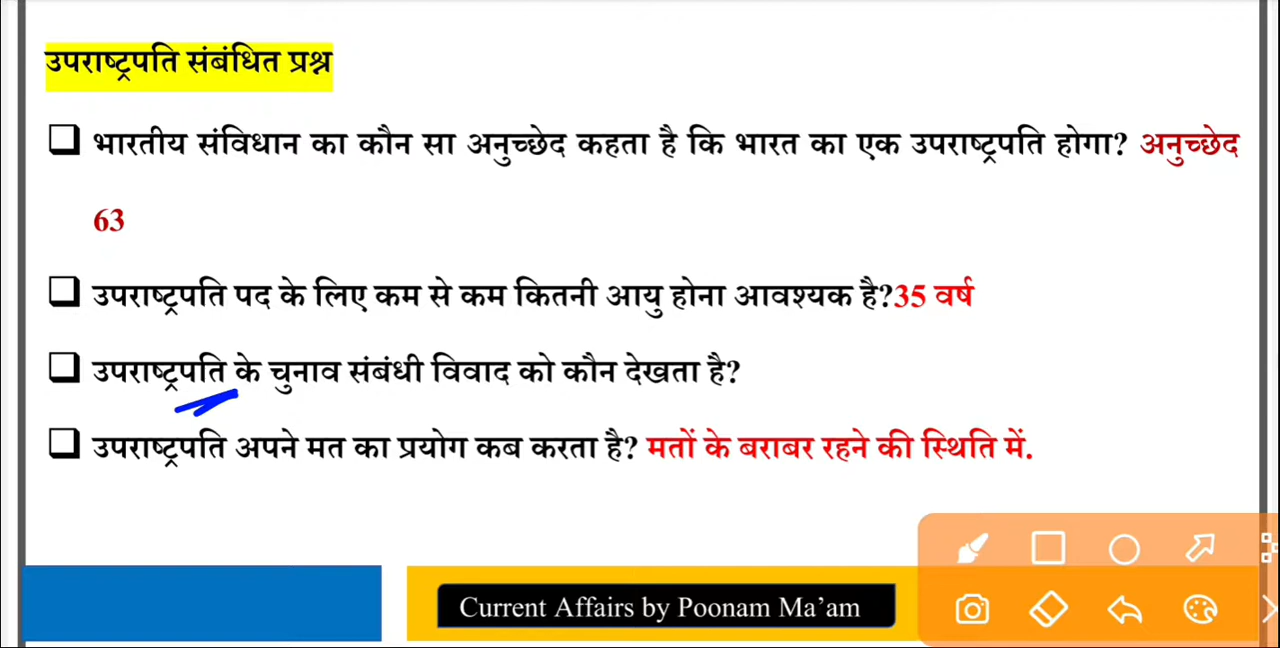 उपराष्ट्रपति संबंधित प्रश्न
भारतीय संविधान का कौन सा अनुच्छेद कहता है कि भारत का एक उपराष्ट्रपति होगा? अनुच्छेद
63
उपराष्ट्रपति पद के लिए कम से कम कितनी आयु होना आवश्यक है?35 वर्ष
उपराष्ट्रपति के चुनाव संबंधी विवाद को कौन देखता है?
उपराष्ट्रपति अपने मत का प्रयोग कब करता है? मतों के बराबर रहने की स्थिति में.
Current Affairs by Poonam Ma’am